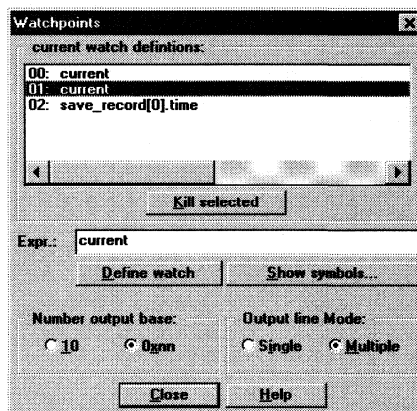 Watchpoints
current watch defintions:
00: current
01: current
02: save_record[0].time
Kill selected
Expr.: current
Define watch Show symbols...
Number output base: Output line Mode:
10 0xnn Single Multiple
Close Help